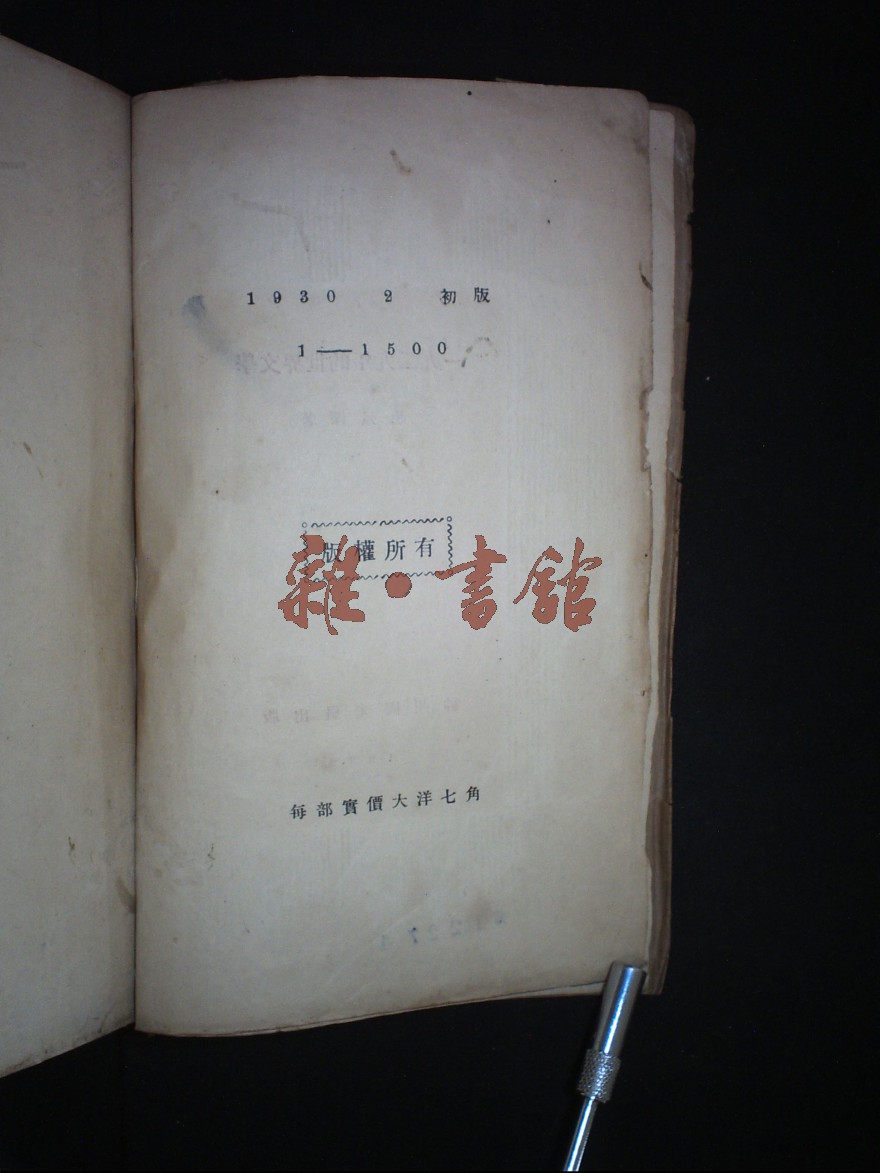 1930 2 初版
1—1500
版權所有
雜·書館
每部實價大洋七角